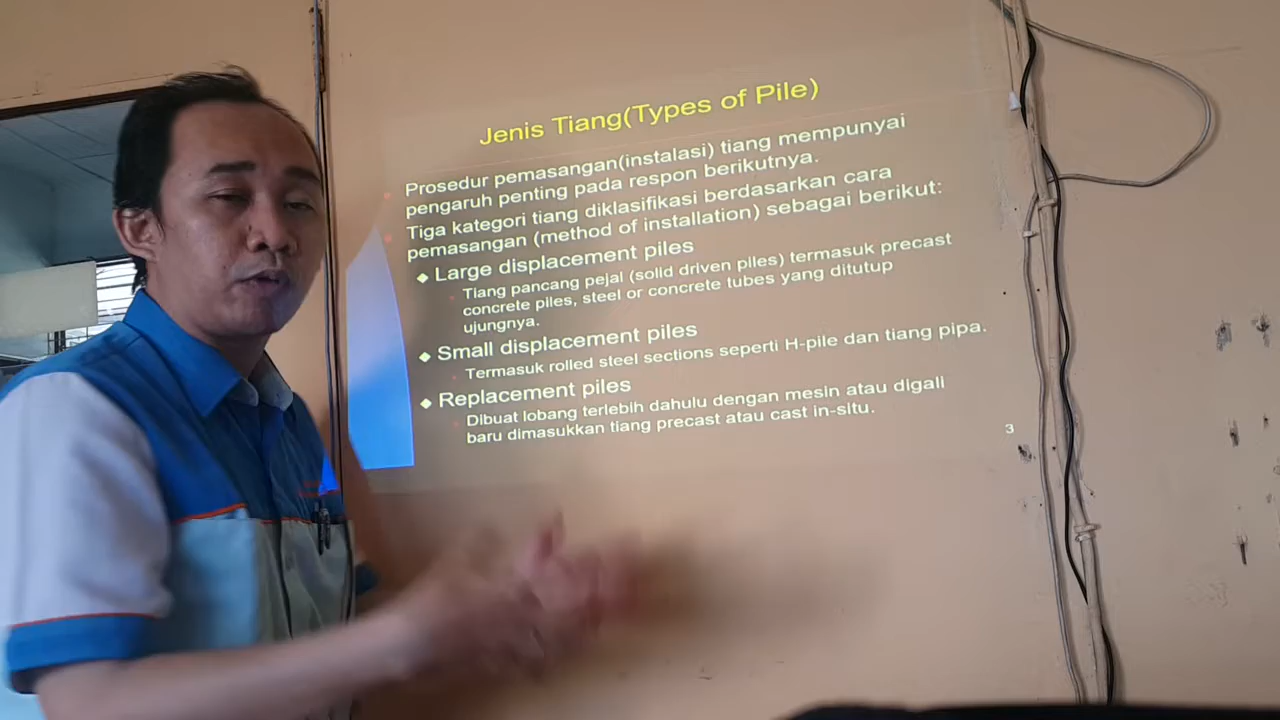 Jenis Tiang(Types of Pile)
Prosedur pemasangan(instalasi) tiang mempunyai
pengaruh penting pada respon berikutnya.
Tiga kategori tiang diklasifikasi berdasarkan cara
pemasangan (method of installation) sebagai berikut:
Large displacement piles
Tiang pancang pejal (solid driven piles) termasuk precast
concrete piles, steel or concrete tubes yang ditutup
ujungnya.
Small displacement piles
Termasuk rolled steel sections seperti H-pile dan tiang pipa.
Replacement piles
Dibuat lobang terlebih dahulu dengan mesin atau digali
baru dimasukkan tiang precast atau cast in-situ.
3